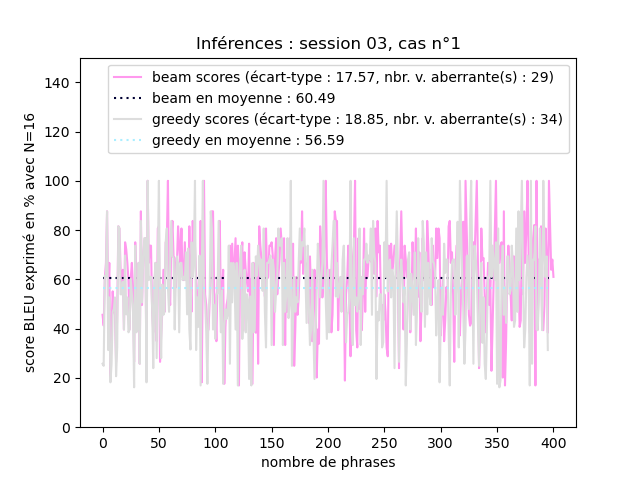 Inférences : session 03, cas n°1
beam scores (écart-type : 17.57, nbr. v. aberrante(s) : 29)
beam en moyenne : 60.49
greedy scores (écart-type : 18.85, nbr. v. aberrante(s) : 34)
greedy en moyenne : 56.59
score BLEU exprimé en % avec N=16
140
120
100
80
60
40
20
0
0 50 100 150 200 250 300 350 400
nombre de phrases